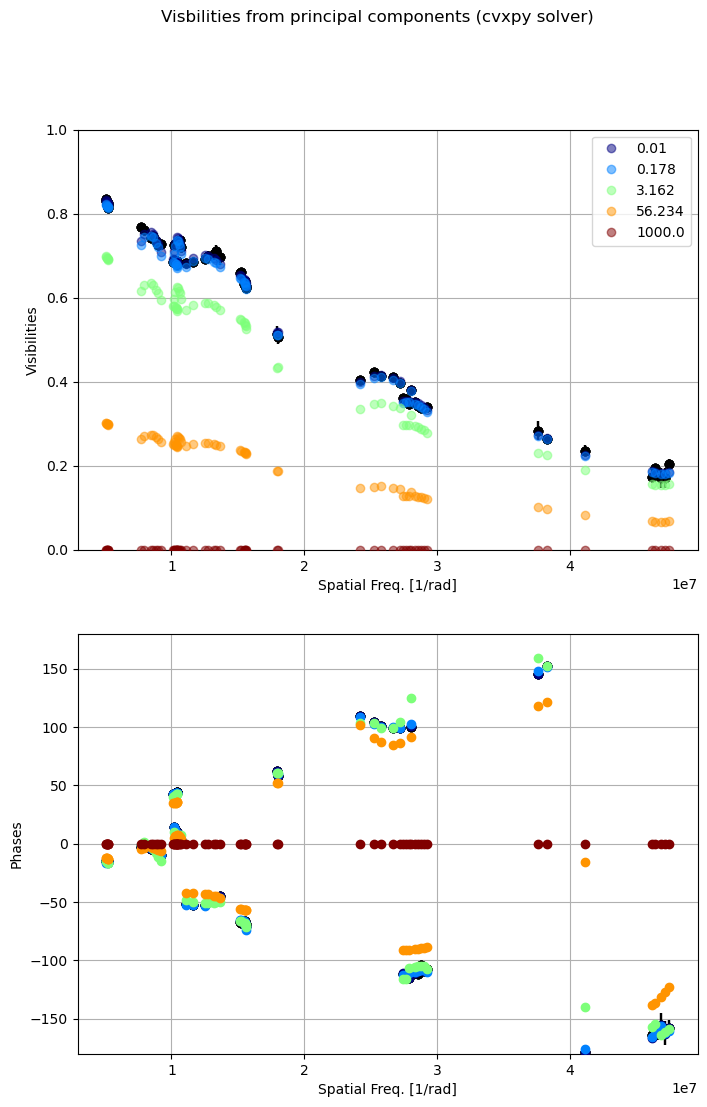 Visbilities from principal components (cvxpy solver)
1.0
0.8
0.6
0.4
0.2
0.0
Visibilities
0.01
0.178
3.162
56.234
1000.0
1 2 3 4
1e7
Spatial Freq. [1/rad]
150
100
50
0
−50
−100
−150
Phases
1 2 3 4
1e7
Spatial Freq. [1/rad]